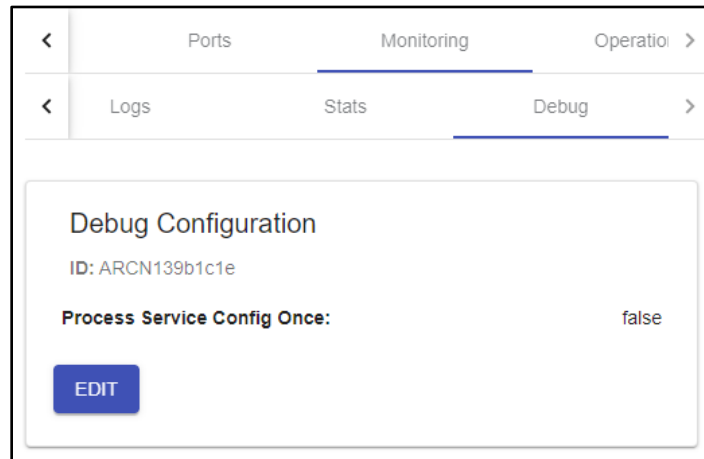 Ports Monitoring Operatio
Logs Stats Debug
Debug Configuration
ID: ARCN139b1c1e
Process Service Config Once: false
EDIT